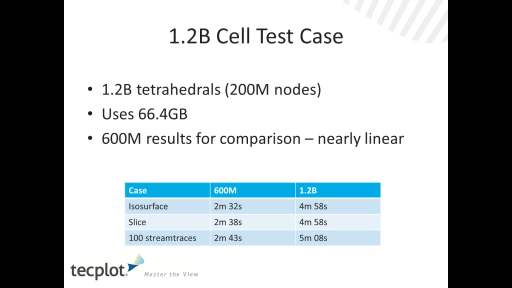 1.2B Cell Test Case
• 1.2B tetrahedrals (200M nodes)
• Uses 66.4GB
• 600M results for comparison – nearly linear
Case 600M 1.2B
Isosurface 2m 32s 4m 58s
Slice 2m 38s 4m 58s
100 streamtraces 2m 43s 5m 08s
tecplot. Master the View